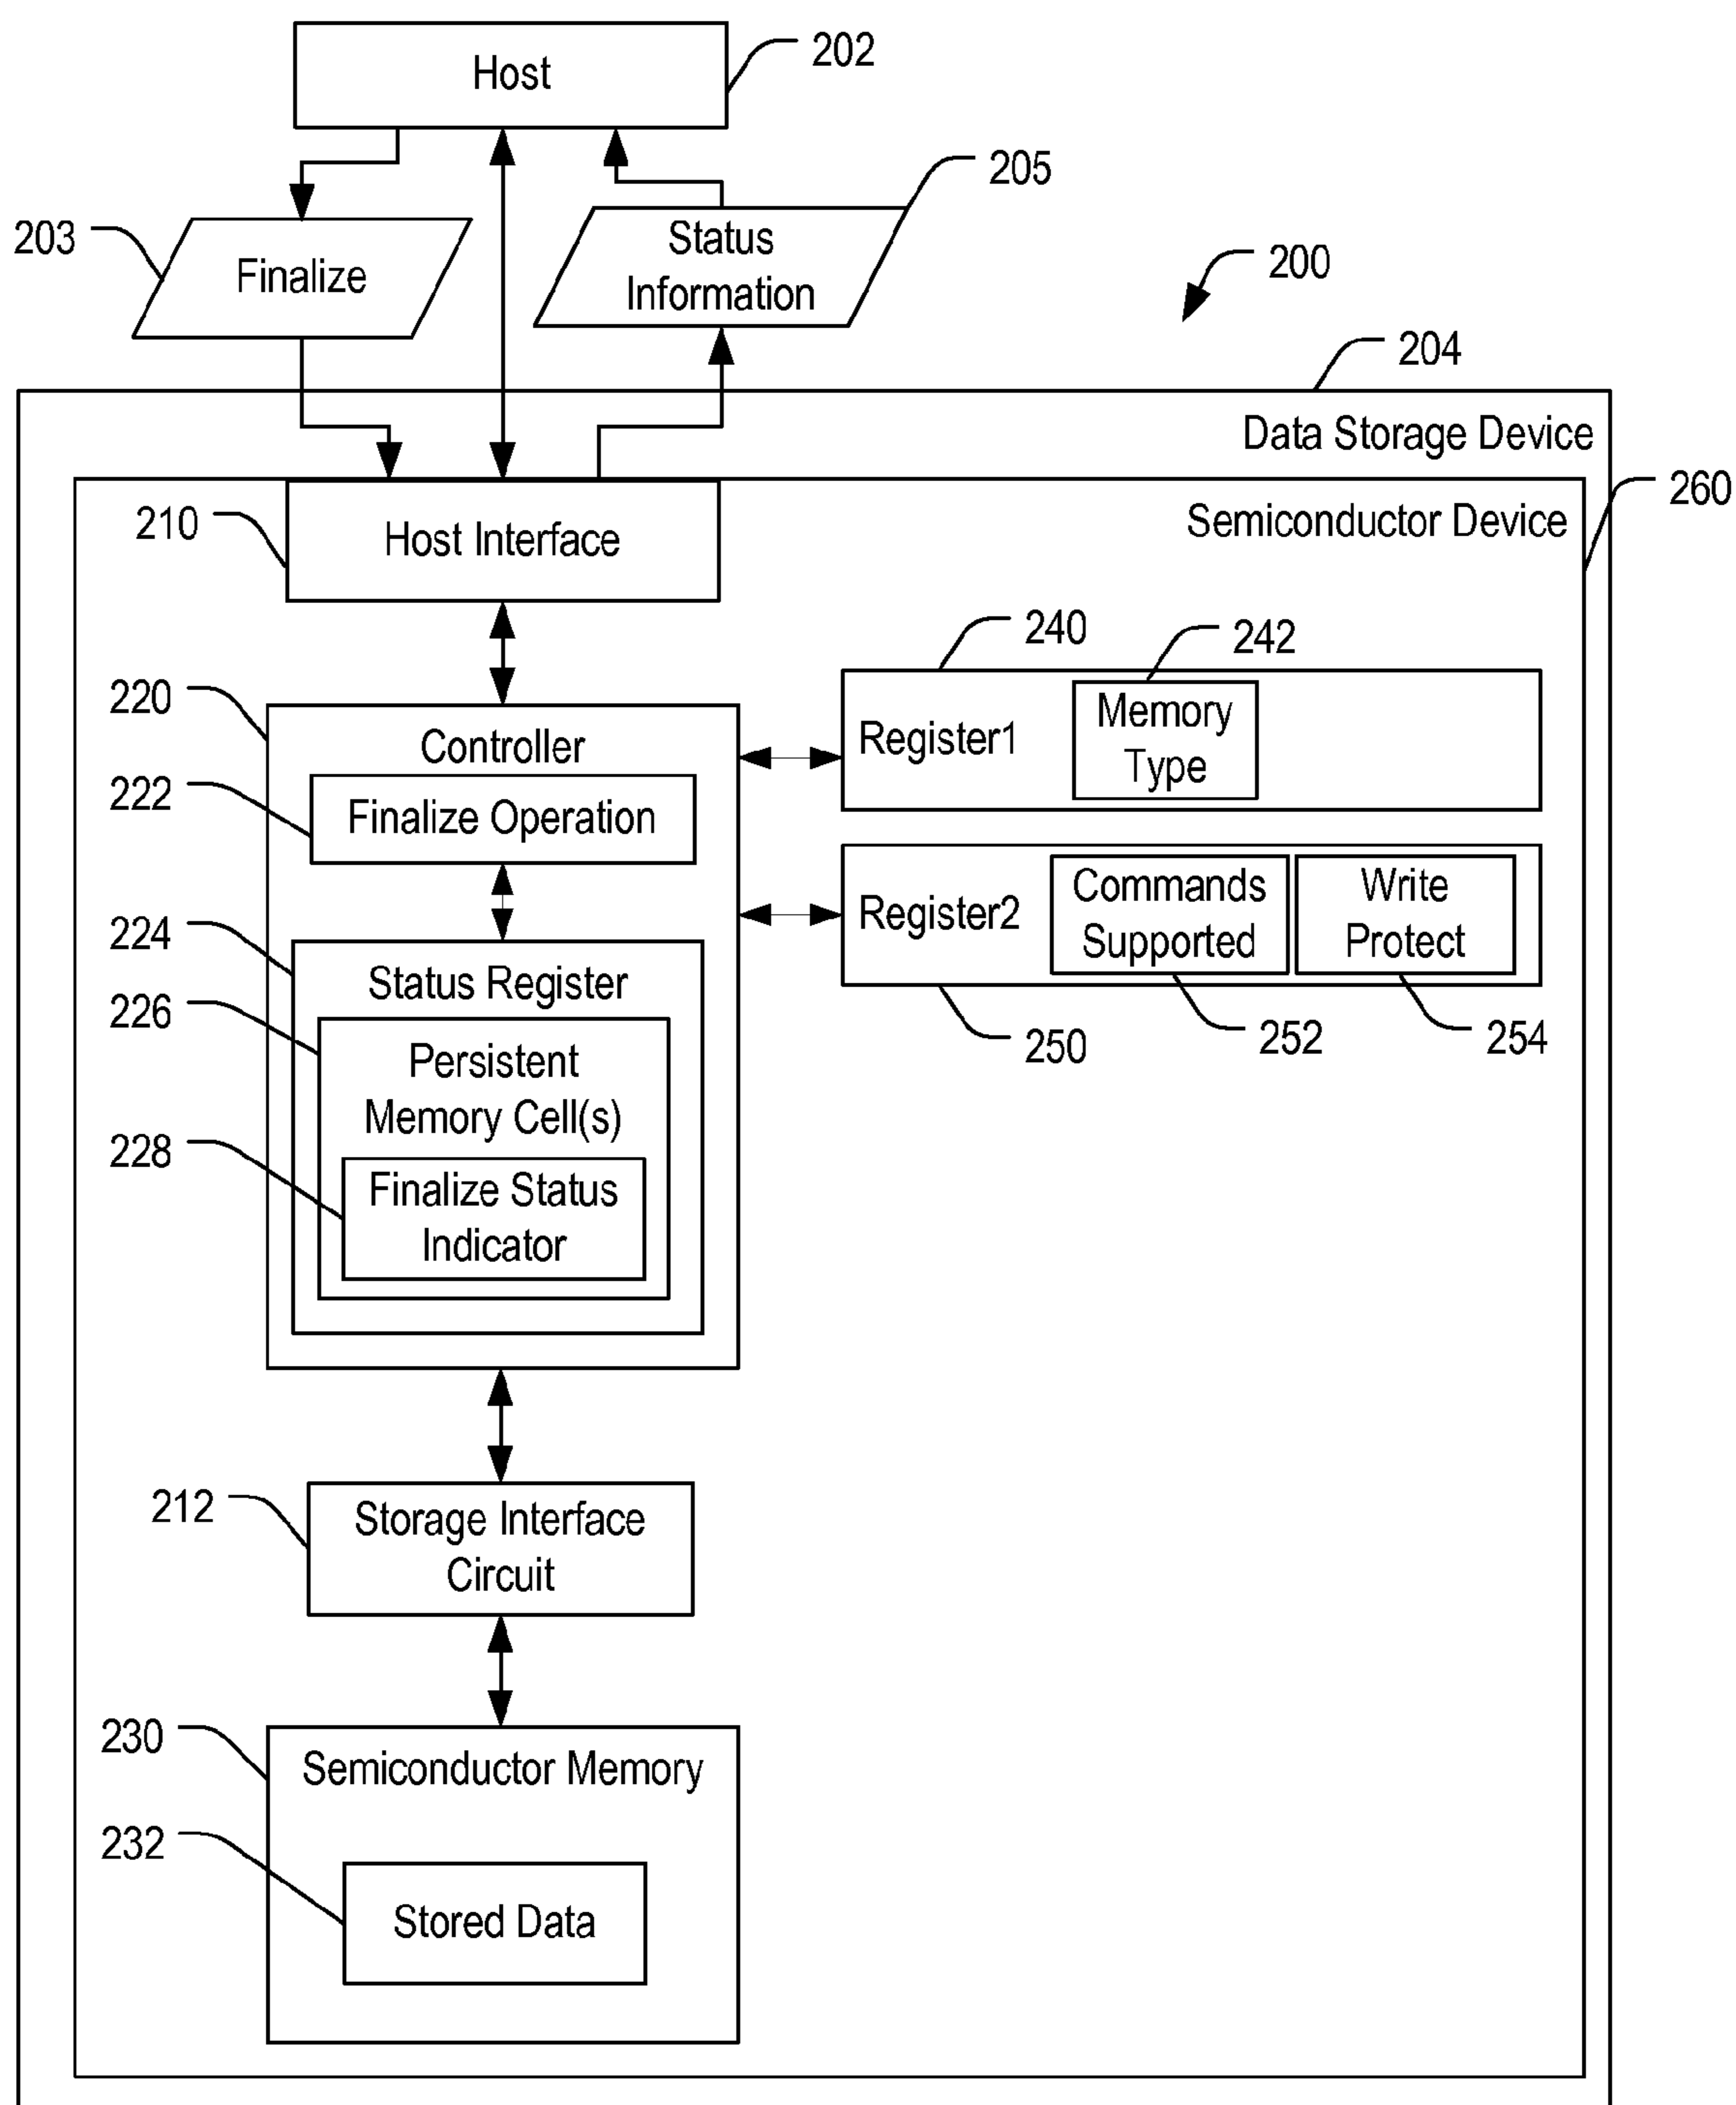 Host
202
203
Finalize
Status
Information
205
200
204
Data Storage Device
260
Semiconductor Device
210
Host Interface
240
242
220
Controller
Register1
Memory
Type
222
Finalize Operation
Register2
Commands
Supported
Write
Protect
224
Status Register
226
250
252
254
Persistent
Memory Cell(s)
228
Finalize Status
Indicator
212
Storage Interface
Circuit
230
Semiconductor Memory
232
Stored Data